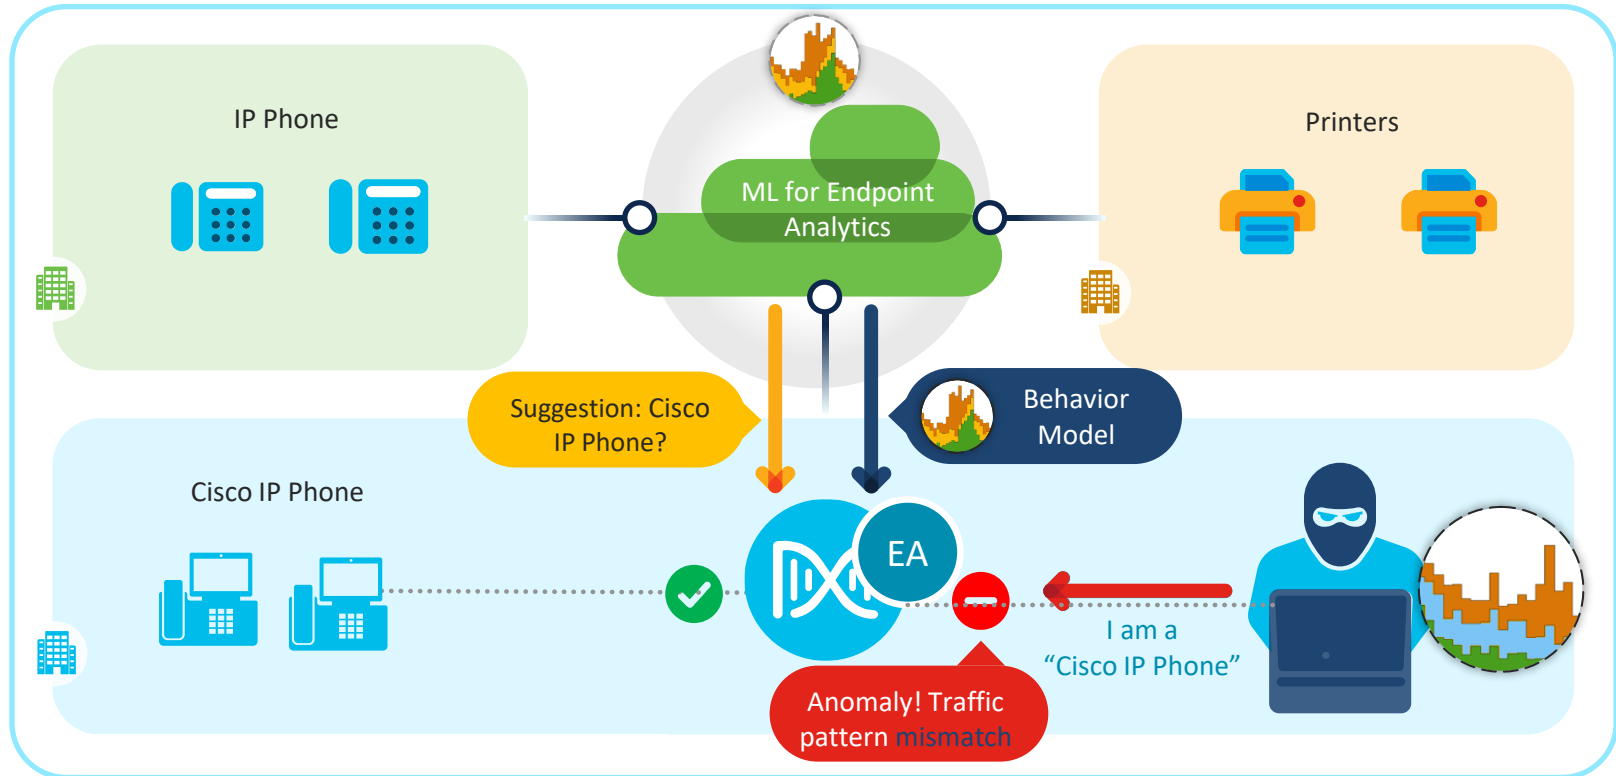 IP Phone
ML for Endpoint
Analytics
Printers
Suggestion: Cisco
IP Phone?
Behavior
Model
Cisco IP Phone
EA
I am a
“Cisco IP Phone”
Anomaly! Traffic
pattern mismatch